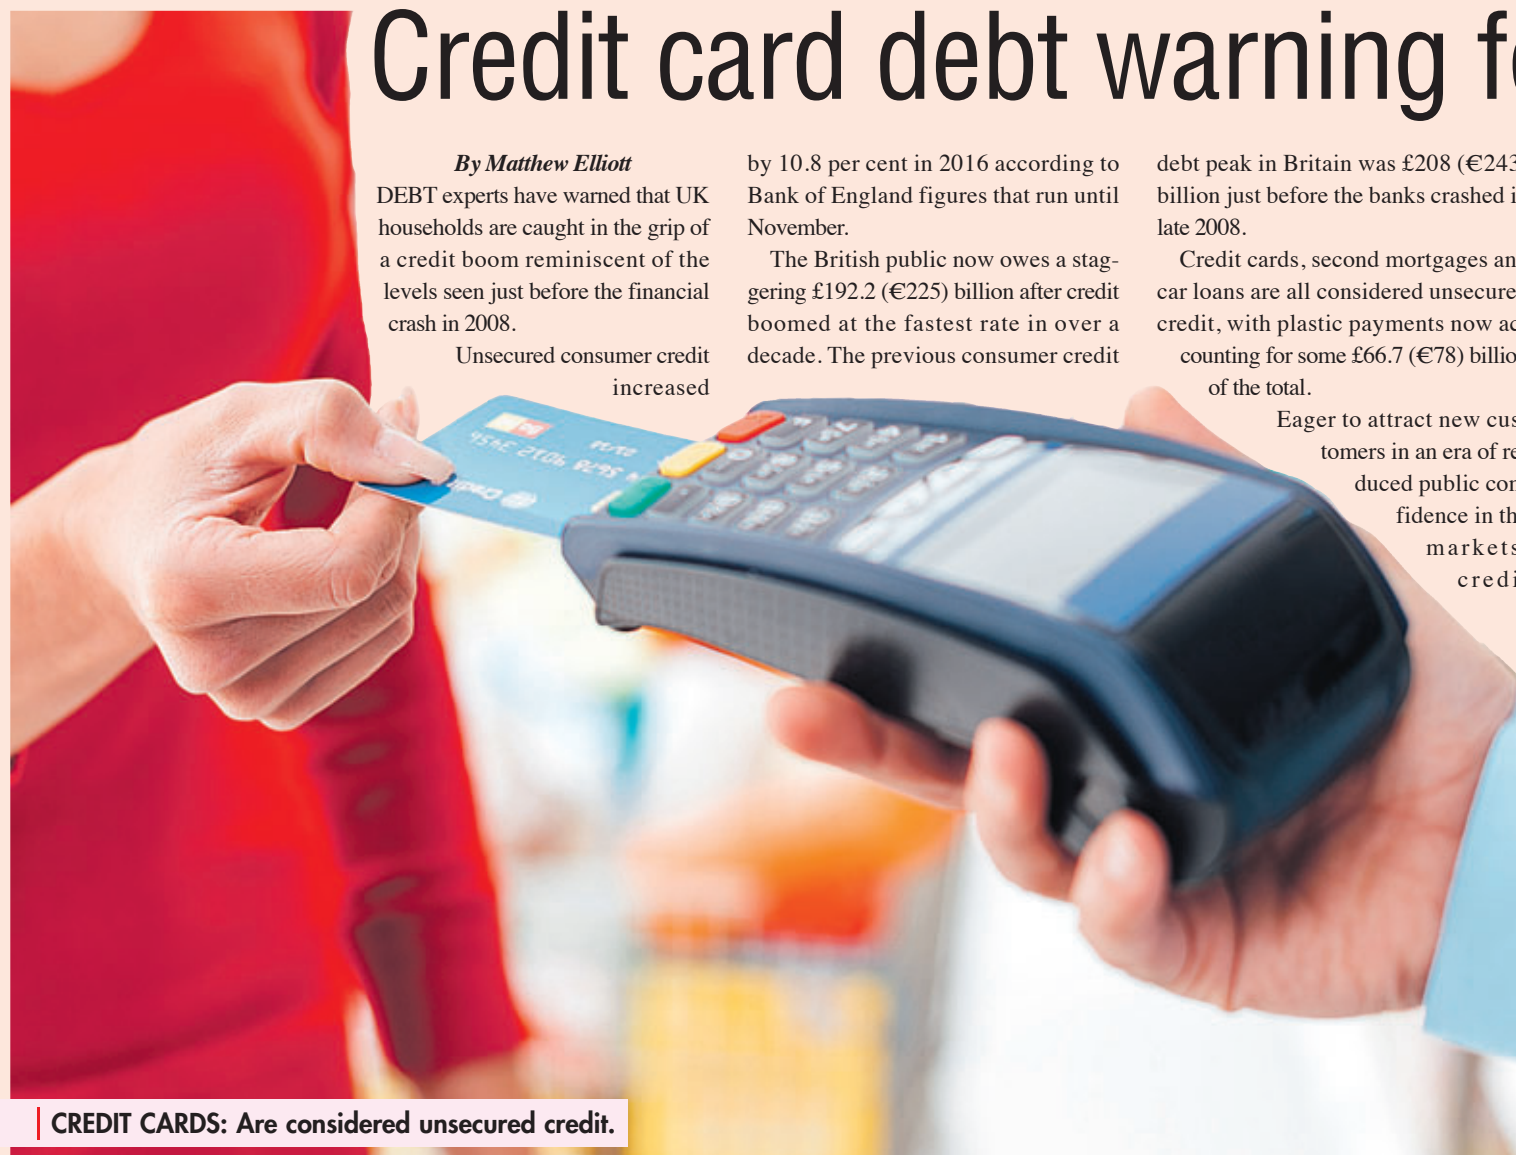 Credit card debt warning
By Matthew Elliott
DEBT experts have warned that UK
households are caught in the grip of
a credit boom reminiscent of the
levels seen just before the financial
crash in 2008.
Unsecured consumer credit
increased
by 10.8 per cent in 2016 according to
Bank of England figures that run until
November.
The British public now owes a stag-
gering £192.2 (€225) billion after credit
boomed at the fastest rate in over a
decade. The previous consumer credit
debt peak in Britain was £208 (€243
billion just before the banks crashed
late 2008.
Credit cards, second mortgages
car loans are all considered
credit, with plastic payments now
counting for some £66.7 (€78)
of the total.
Eager to attract new
tomers in an era of
duced public
fidence in
markets
CREDIT CARDS: Are considered unsecured credit.